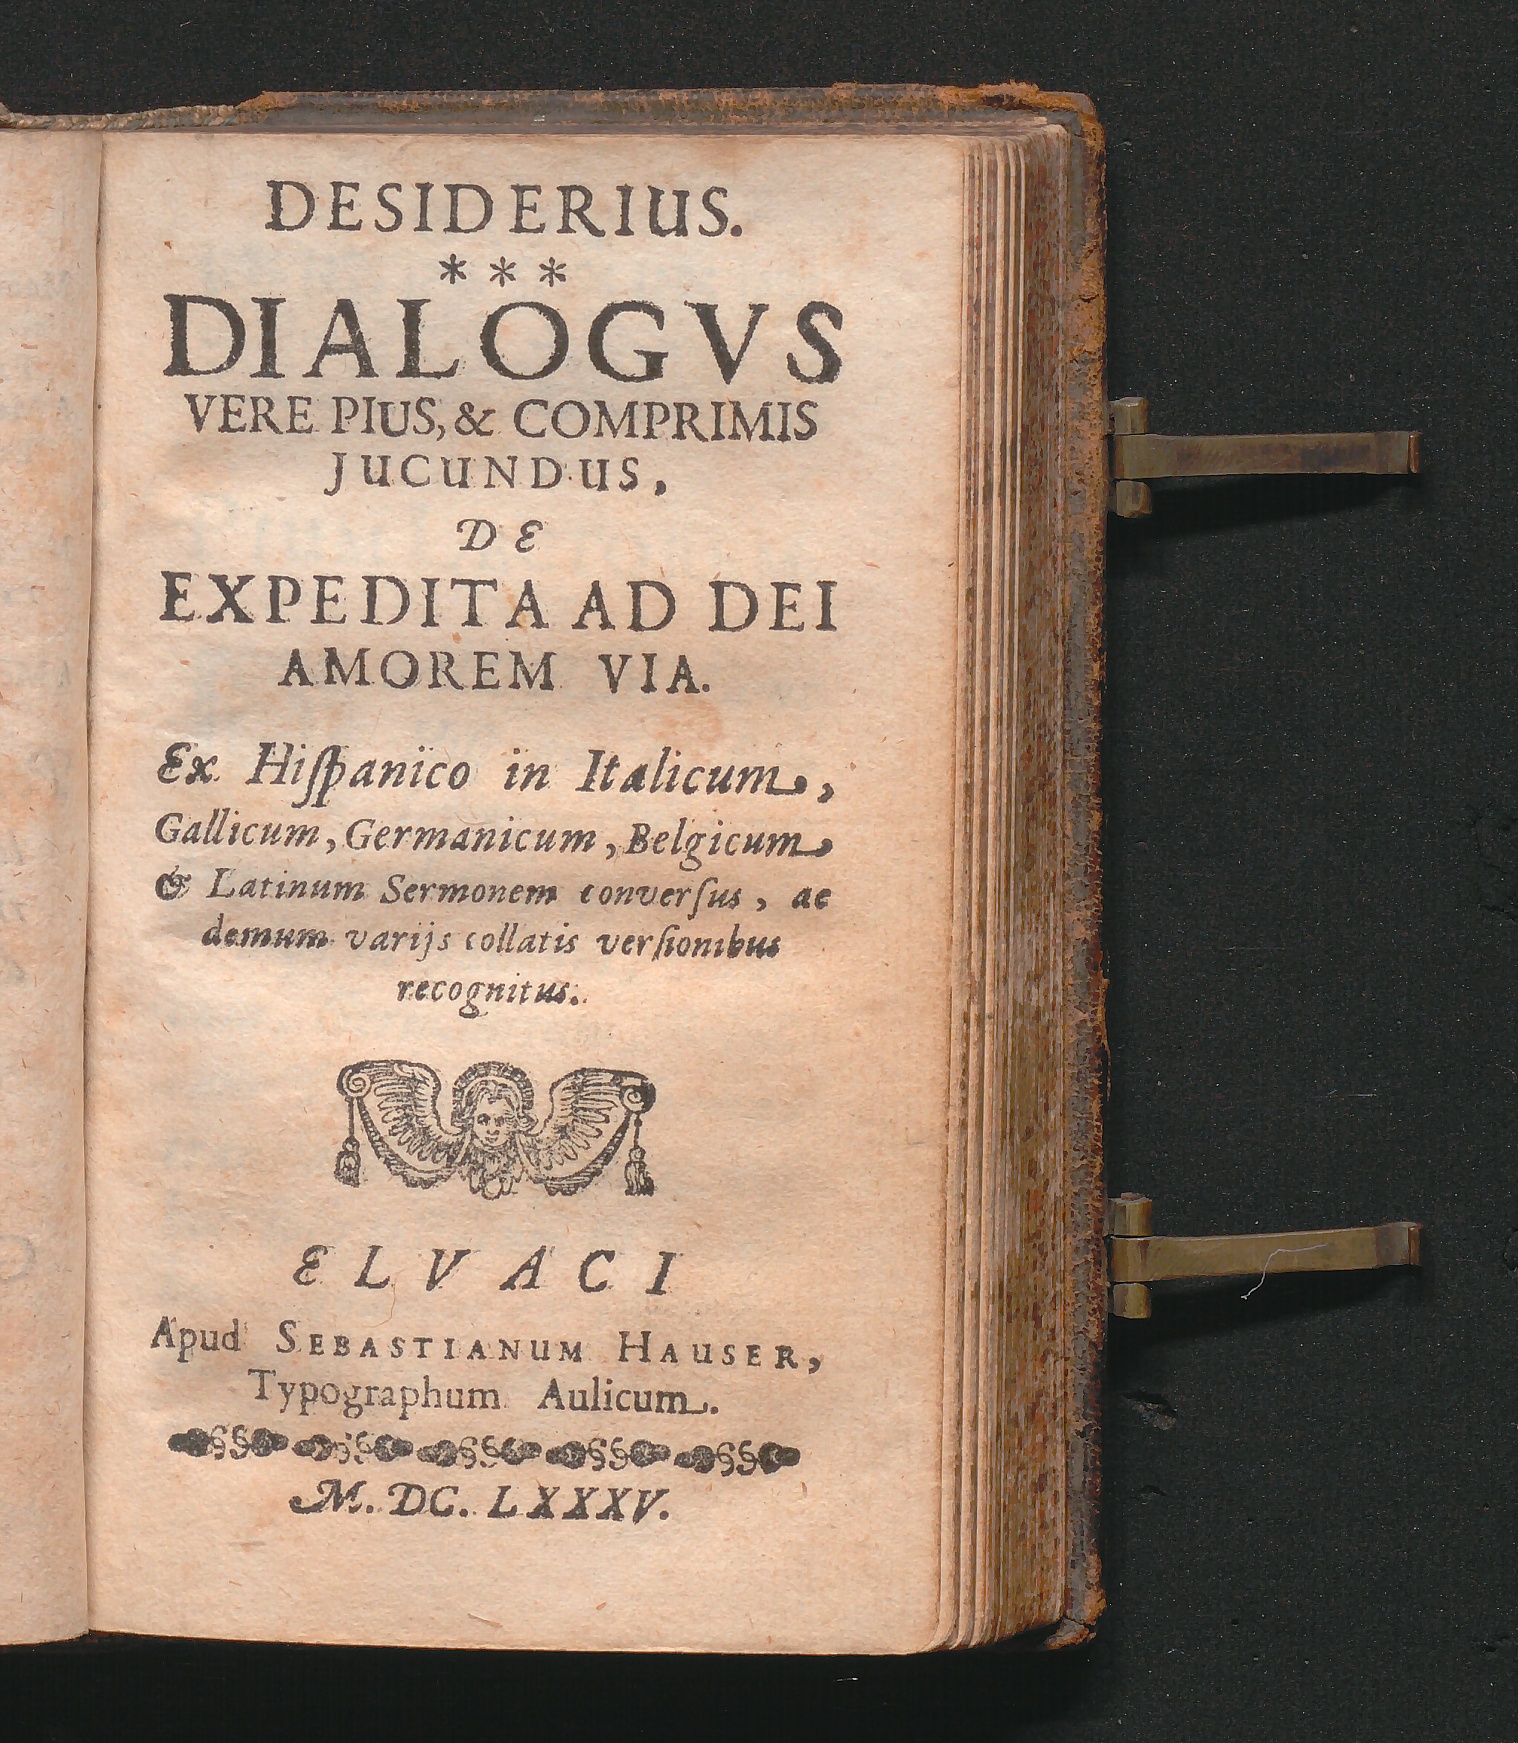 DESIDERIUS.
* * *
DIALOGVS
VERE PIUS, & COMPRIMIS
JUCUNDUS,
DE
EXPEDITA AD DEI
AMOREM VIA.
Ex Hiſpanico in Italicum,
Gallicum, Germanicum, Belgicum
& Latinum Sermonem converſus, ac
demum varijs collatis verſionibus
recognitus.
ELVACI
Apud SEBASTIANUM HAUSER,
Typographum Aulicum.
M. DC. LXXXV.